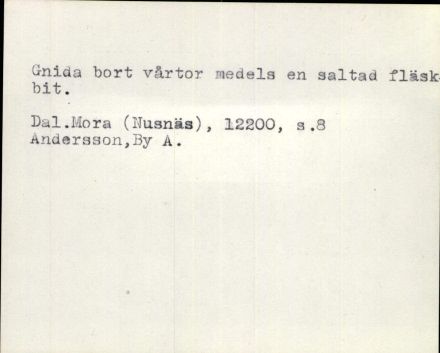 Gnida bort vårtor medels en saltad fläsk-
bit.
Dal.Mora (Nusnäs), 12200, s.8
Andersson,By A.